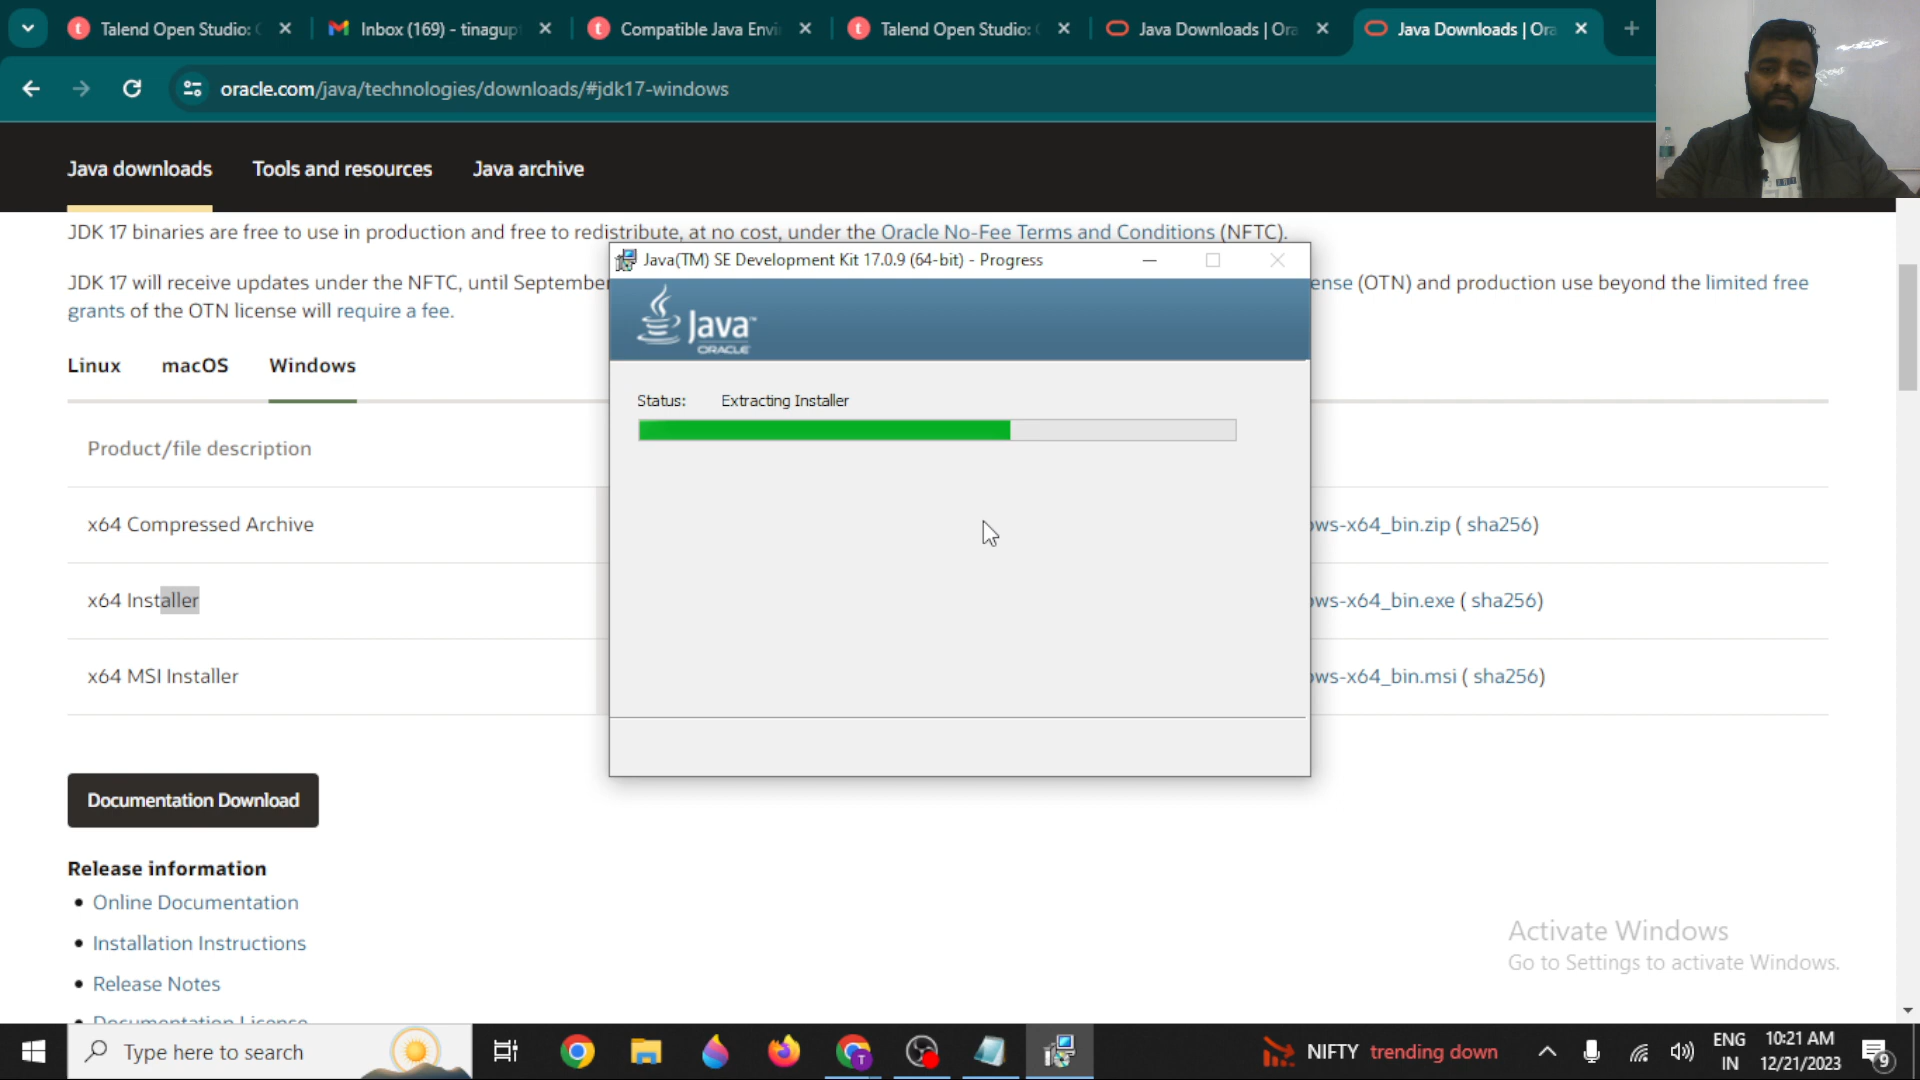 Talend Open Studio:
Inbox (169) - tinagup
Compatible Java Envi
Talend Open Studio:
Java Downloads | Ora
Java Downloads | Ora
oracle.com/java/technologies/downloads/#jdk17-windows
Java downloads
Tools and resources
Java archive
JDK 17 binaries are free to use in production and free to redistribute, at no cost, under the Oracle No-Fee Terms and Conditions (NFTC).
JDK 17 will receive updates under the NFTC, until September
ense (OTN) and production use beyond the limited free
grants of the OTN license will require a fee.
Linux
macOS
Windows
Java(TM) SE Development Kit 17.0.9 (64-bit) - Progress
Java
ORACLE
Status: Extracting Installer
Product/file description
x64 Compressed Archive
ows-x64_bin.zip ( sha256)
x64 Installer
ows-x64_bin.exe ( sha256)
x64 MSI Installer
ows-x64_bin.msi ( sha256)
Documentation Download
Release information
Online Documentation
Installation Instructions
Release Notes
Documentation License
Activate Windows
Go to Settings to activate Windows.
Type here to search
NIFTY trending down
ENG
IN
10:21 AM
12/21/2023
9